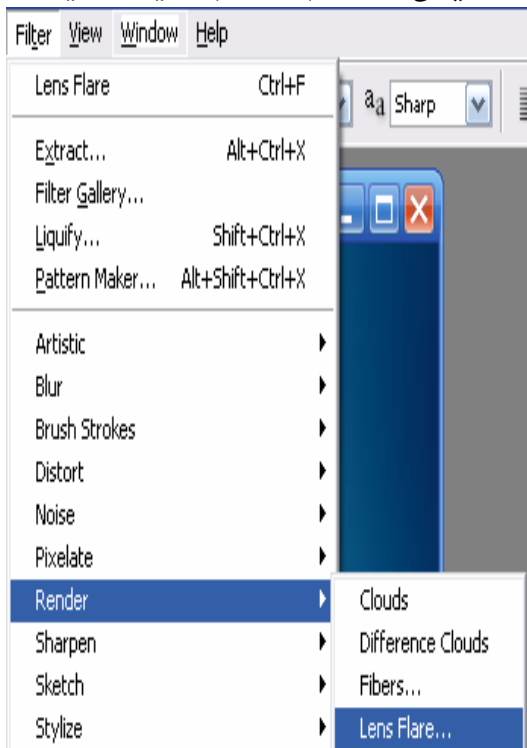 Filter View Window Help
Lens Flare Ctrl+F
aa Sharp
Extract... Alt+Ctrl+X
Filter Gallery...
Liquify... Shift+Ctrl+X
Pattern Maker... Alt+Shift+Ctrl+X
Artistic
Blur
Brush Strokes
Distort
Noise
Pixelate
Render
Clouds
Sharpen
Difference Clouds
Sketch
Fibers...
Stylize
Lens Flare...